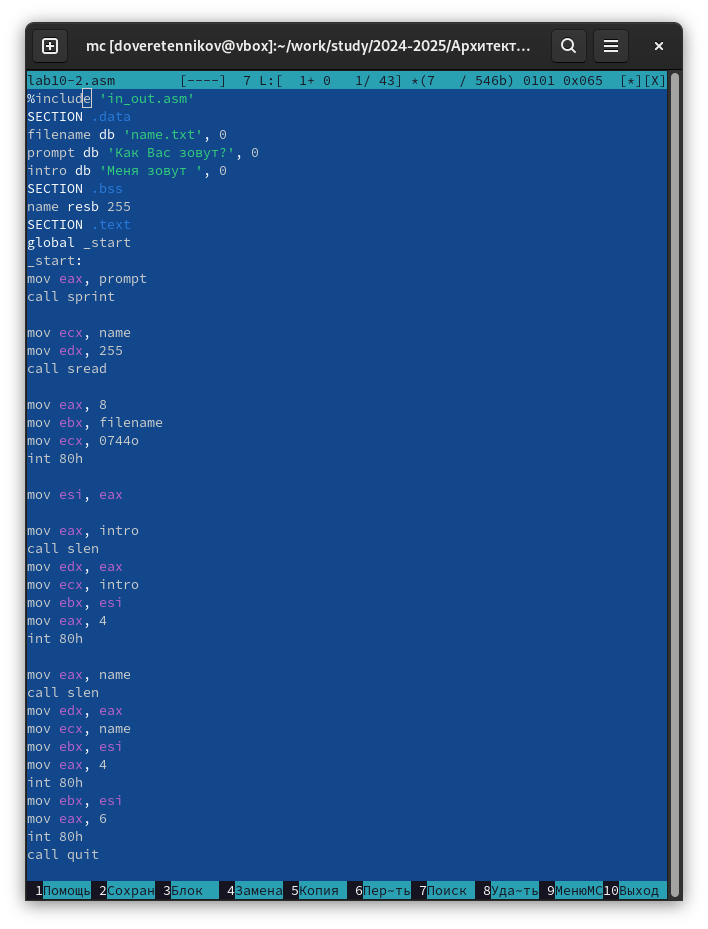 mc [doveretennikov@vbox]:~/work/study/2024-2025/Архитект…
lab10-2.asm        [----]  7 L:[  1+ 0   1/ 43] *(7   / 546b) 0101 0x065  [*][X]
%include 'in_out.asm'
SECTION .data
filename db 'name.txt', 0
prompt db 'Как Вас зовут?', 0
intro db 'Меня зовут ', 0
SECTION .bss
name resb 255
SECTION .text
global _start
_start:
mov eax, prompt
call sprint
mov ecx, name
mov edx, 255
call sread
mov eax, 8
mov ebx, filename
mov ecx, 0744o
int 80h
mov esi, eax
mov eax, intro
call slen
mov edx, eax
mov ecx, intro
mov ebx, esi
mov eax, 4
int 80h
mov eax, name
call slen
mov edx, eax
mov ecx, name
mov ebx, esi
mov eax, 4
int 80h
mov ebx, esi
mov eax, 6
int 80h
call quit
1Помощь 2Сохран 3Блок 4Замена 5Копия 6Пер~ть 7Поиск 8Уда~ть 9МенюМС 10Выход